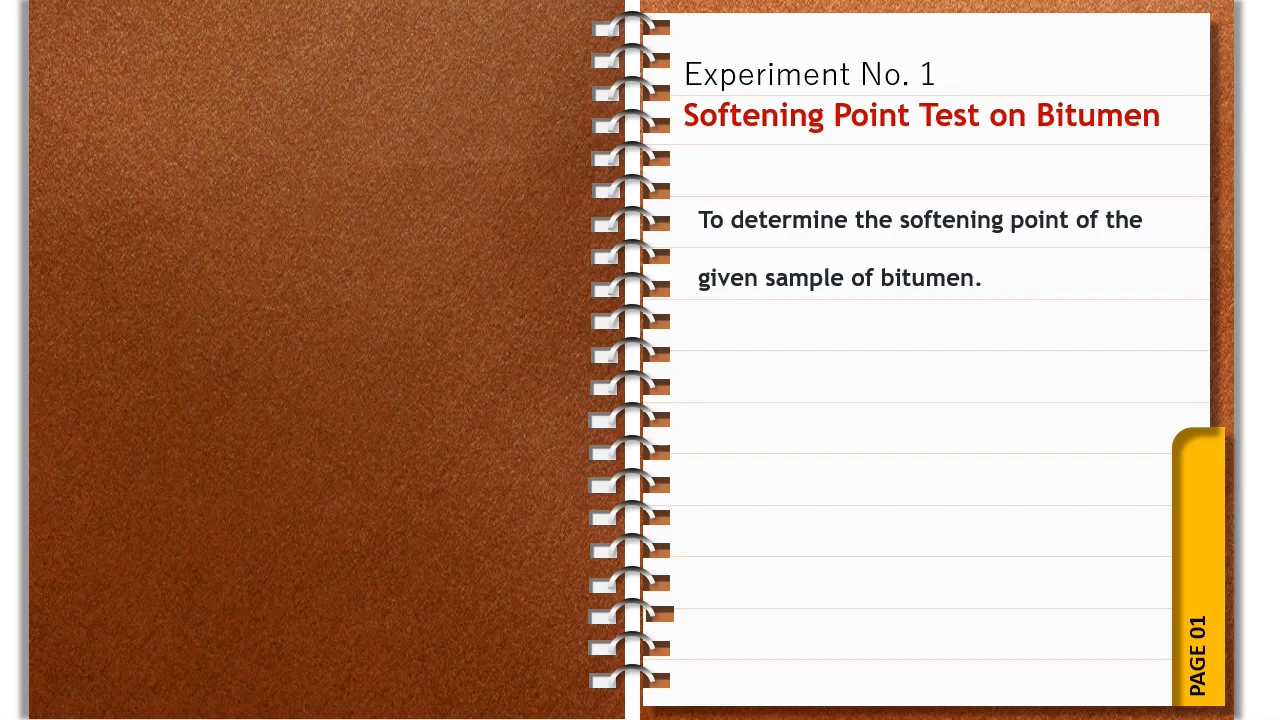 Experiment No. 1
Softening Point Test on Bitumen
To determine the softening point of the
given sample of bitumen.
PAGE 01